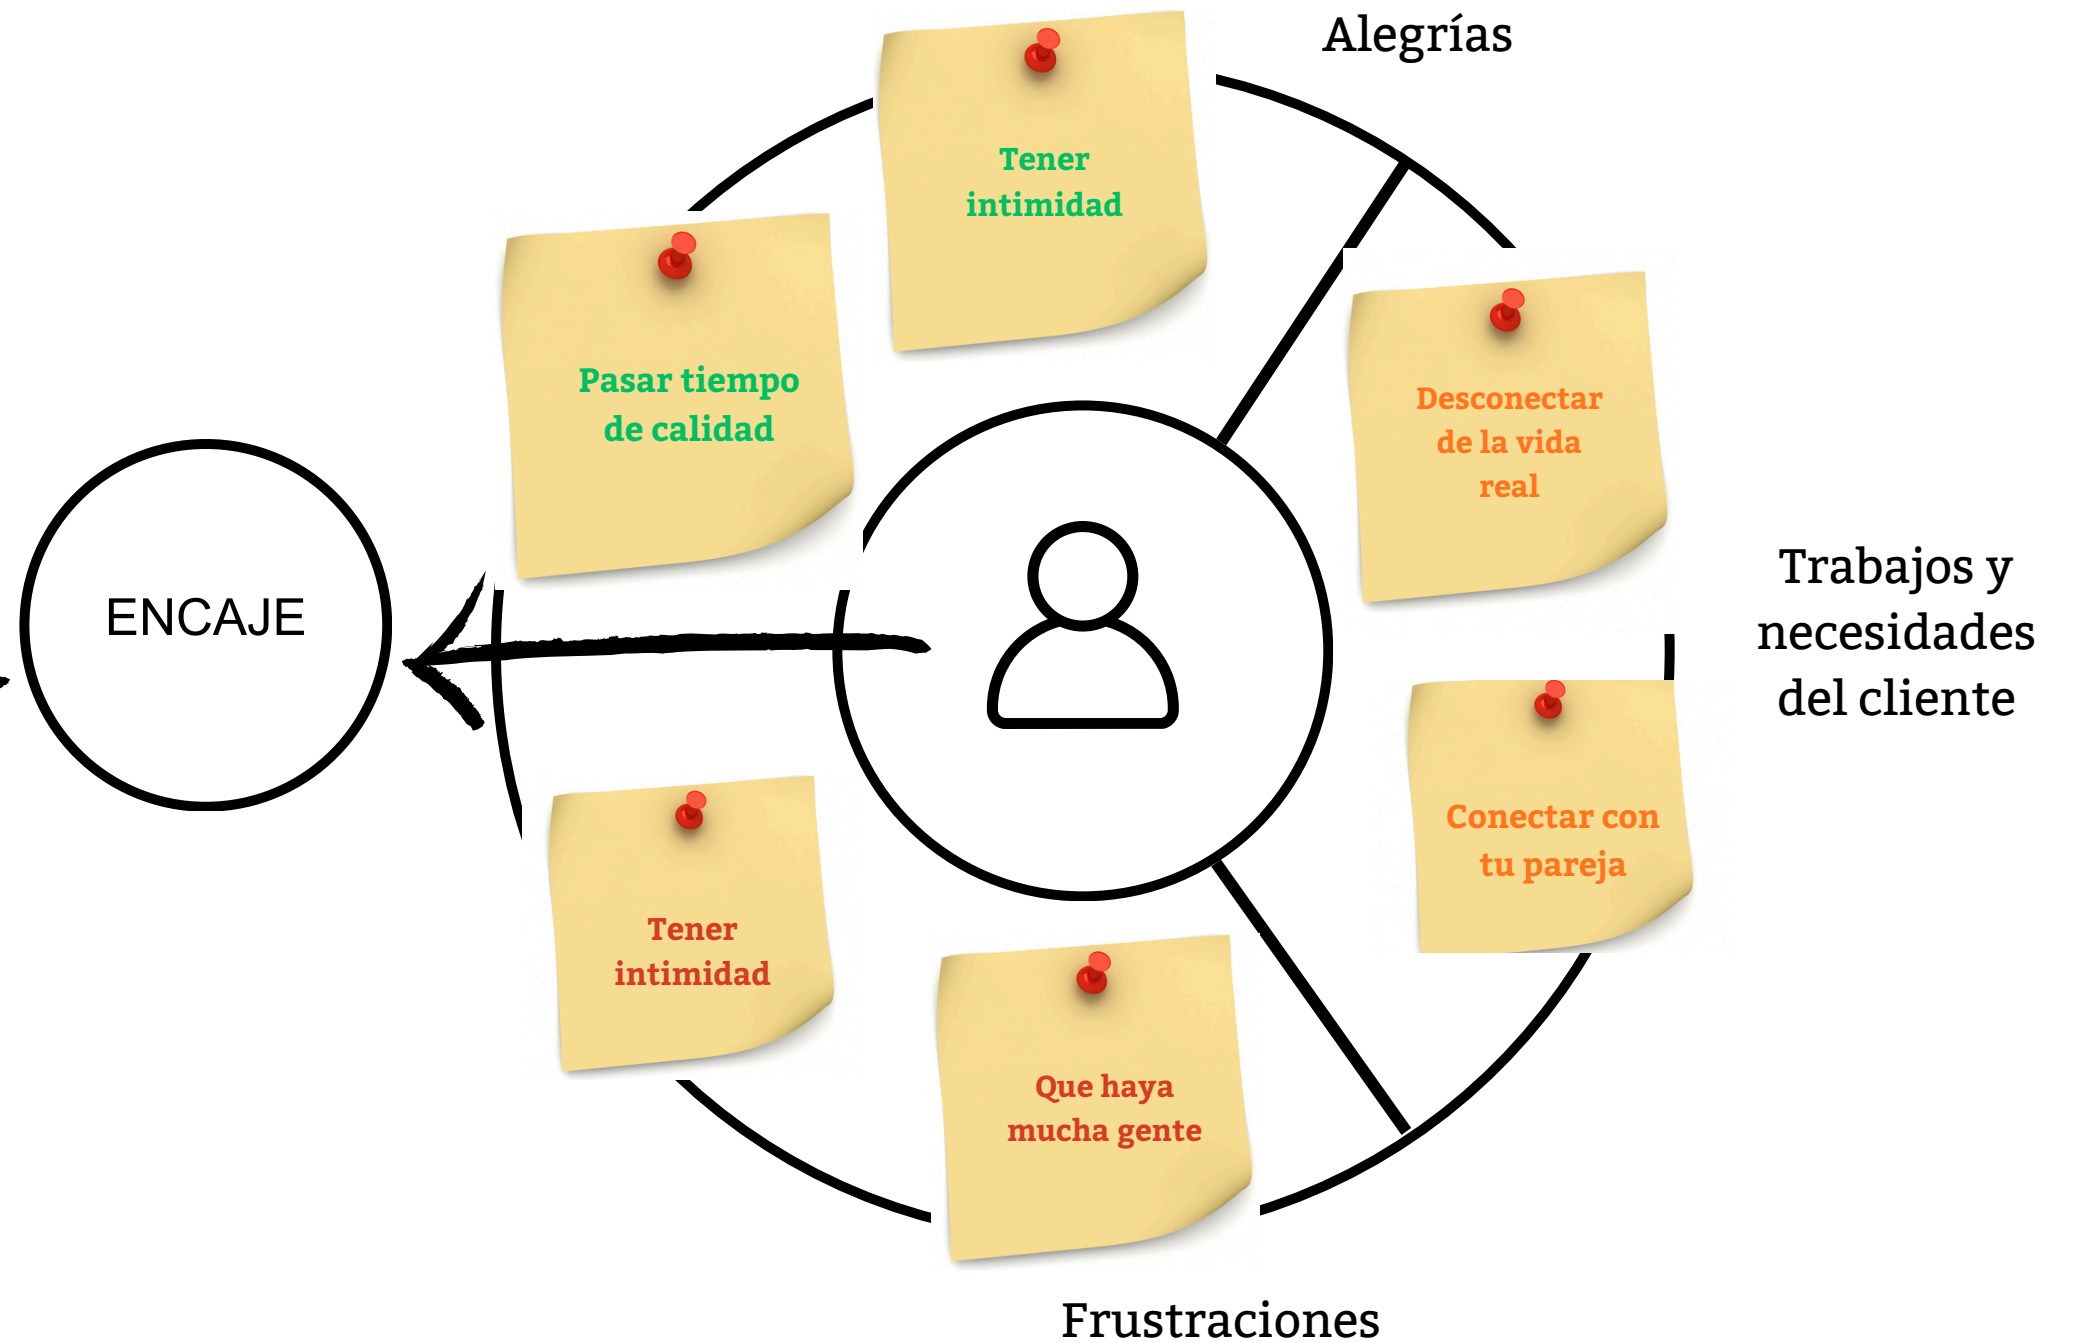 Alegrías
Tener
intimidad
Pasar tiempo
de calidad
Desconectar
de la vida
real
ENCAJE
Trabajos y
necesidades
del cliente
Conectar con
tu pareja
Tener
intimidad
Que haya
mucha gente
Frustraciones